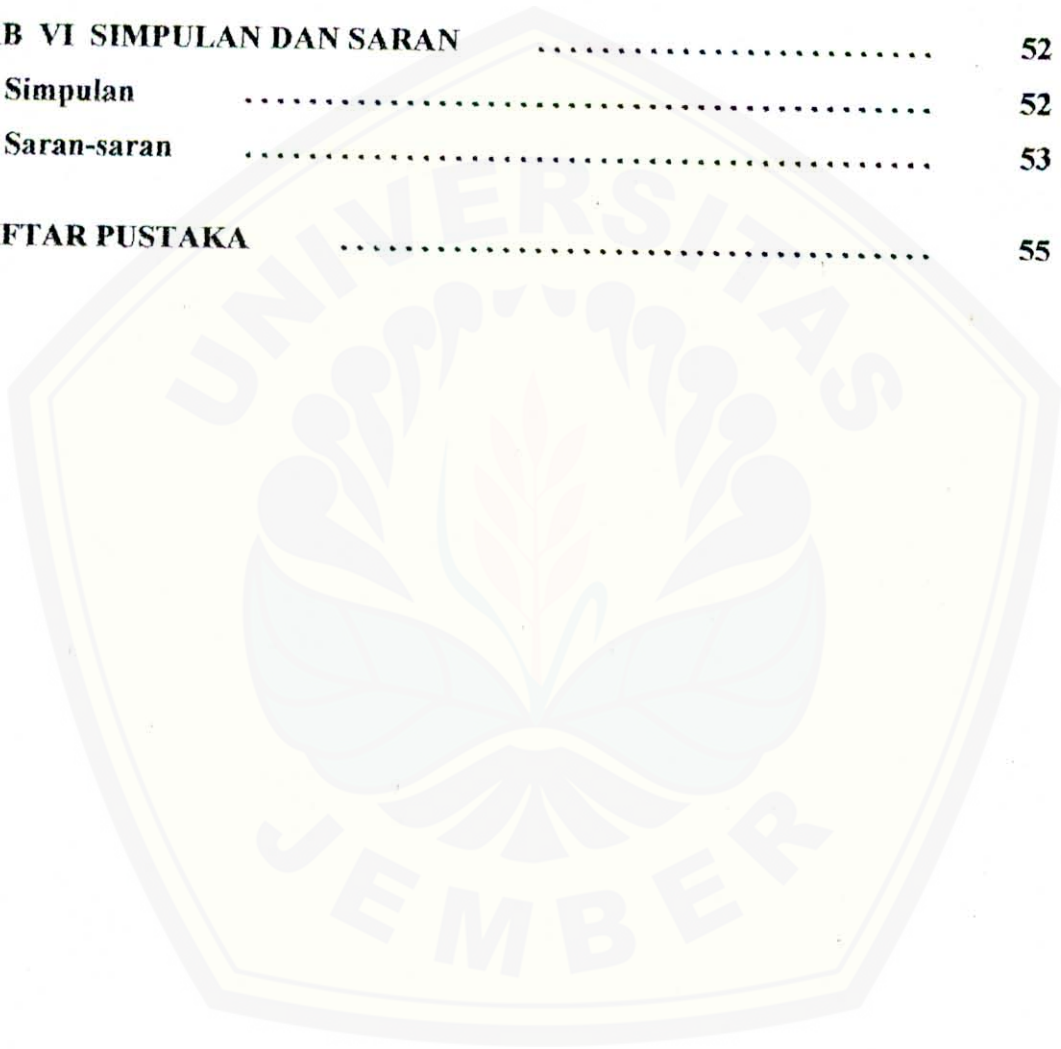 B VI SIMPULAN DAN SARAN ............................. 52
Simpulan ............................................ 52
Saran-saran ............................................ 53
FTAR PUSTAKA ...................................... 55
UNIVERSITAS
JEMBER